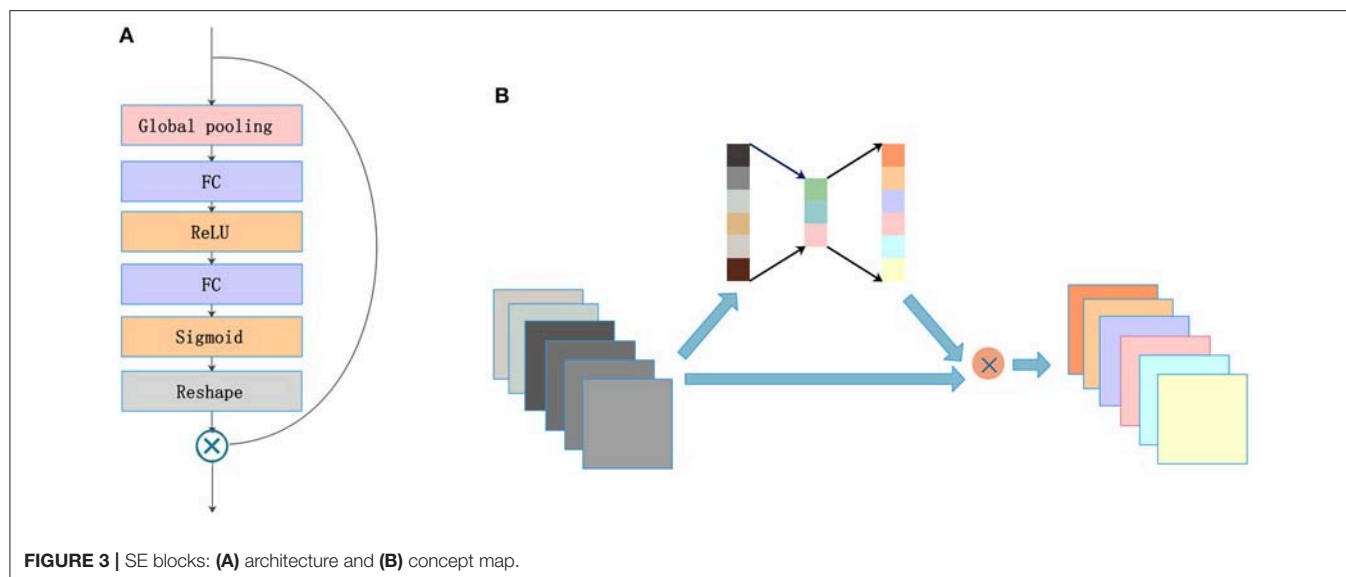 A
Global pooling
FC
ReLU
FC
Sigmoid
Reshape
B
FIGURE 3 | SE blocks: (A) architecture and (B) concept map.